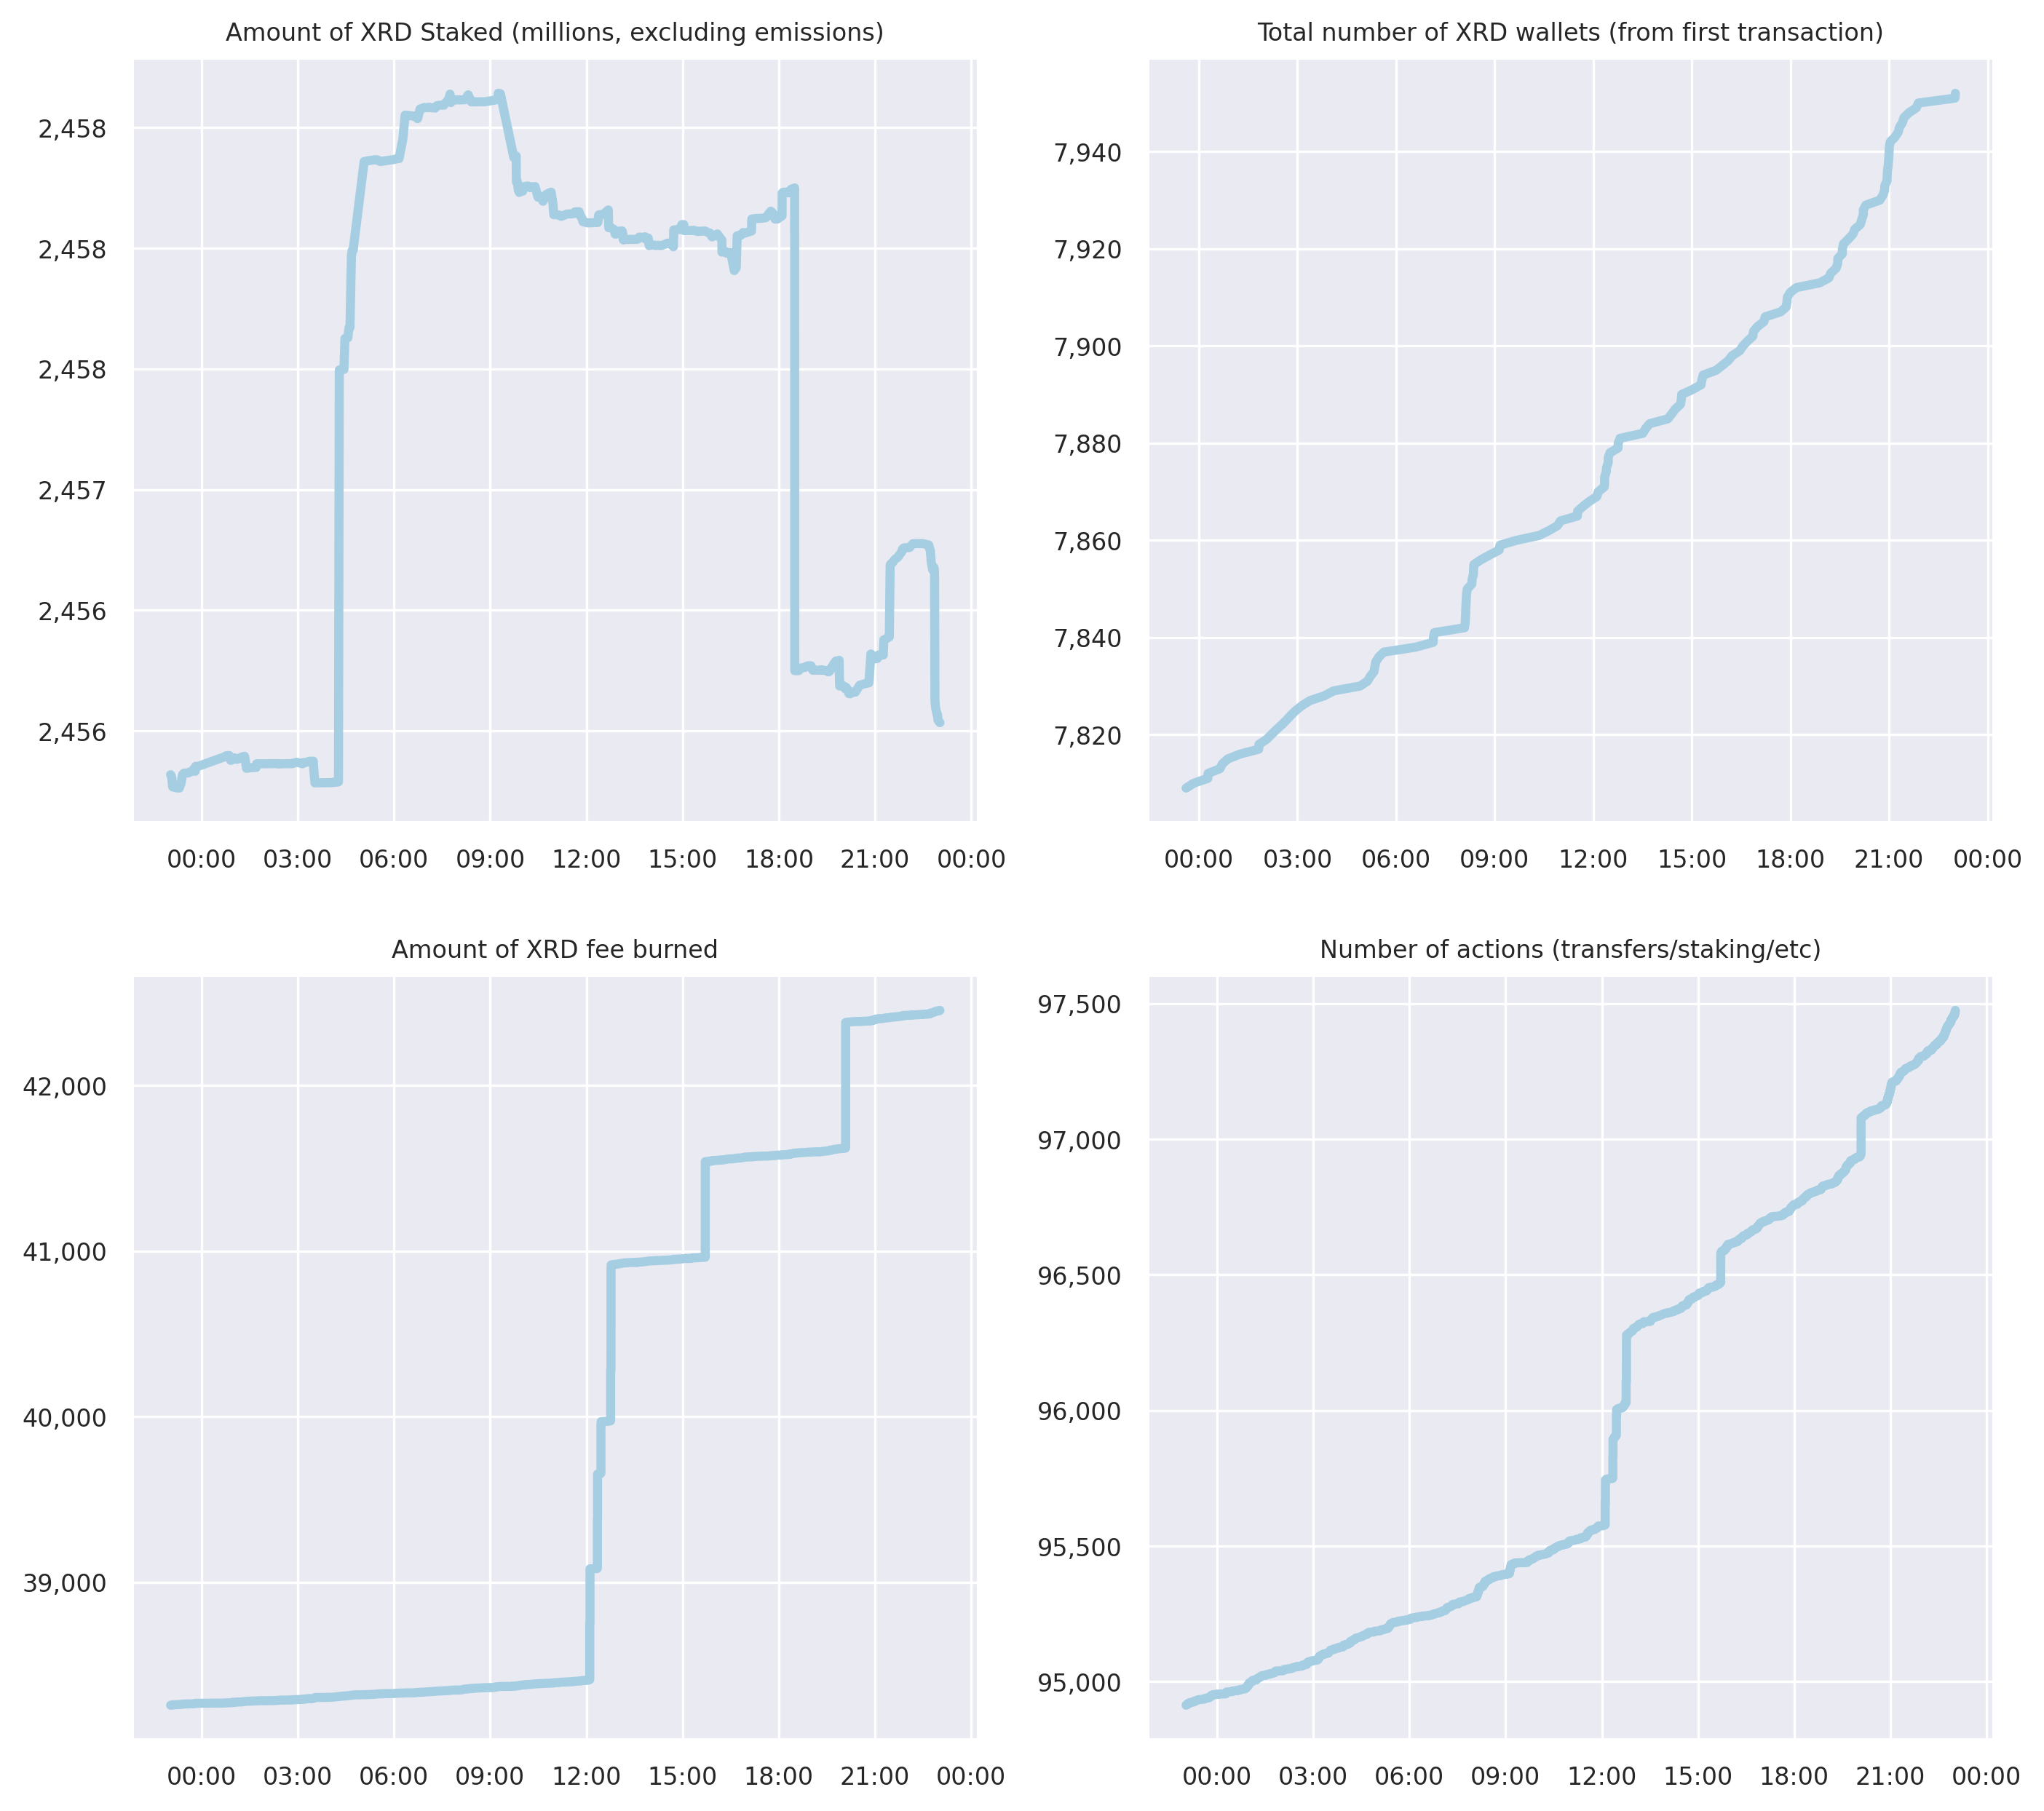 Amount of XRD Staked (millions, excluding emissions)
2,458
2,458
2,458
2,457
2,456
2,456
00:00 03:00 06:00 09:00 12:00 15:00 18:00 21:00 00:00
Total number of XRD wallets (from first transaction)
7,940
7,920
7,900
7,880
7,860
7,840
7,820
00:00 03:00 06:00 09:00 12:00 15:00 18:00 21:00 00:00
Amount of XRD fee burned
42,000
41,000
40,000
39,000
00:00 03:00 06:00 09:00 12:00 15:00 18:00 21:00 00:00
Number of actions (transfers/staking/etc)
97,500
97,000
96,500
96,000
95,500
95,000
00:00 03:00 06:00 09:00 12:00 15:00 18:00 21:00 00:00